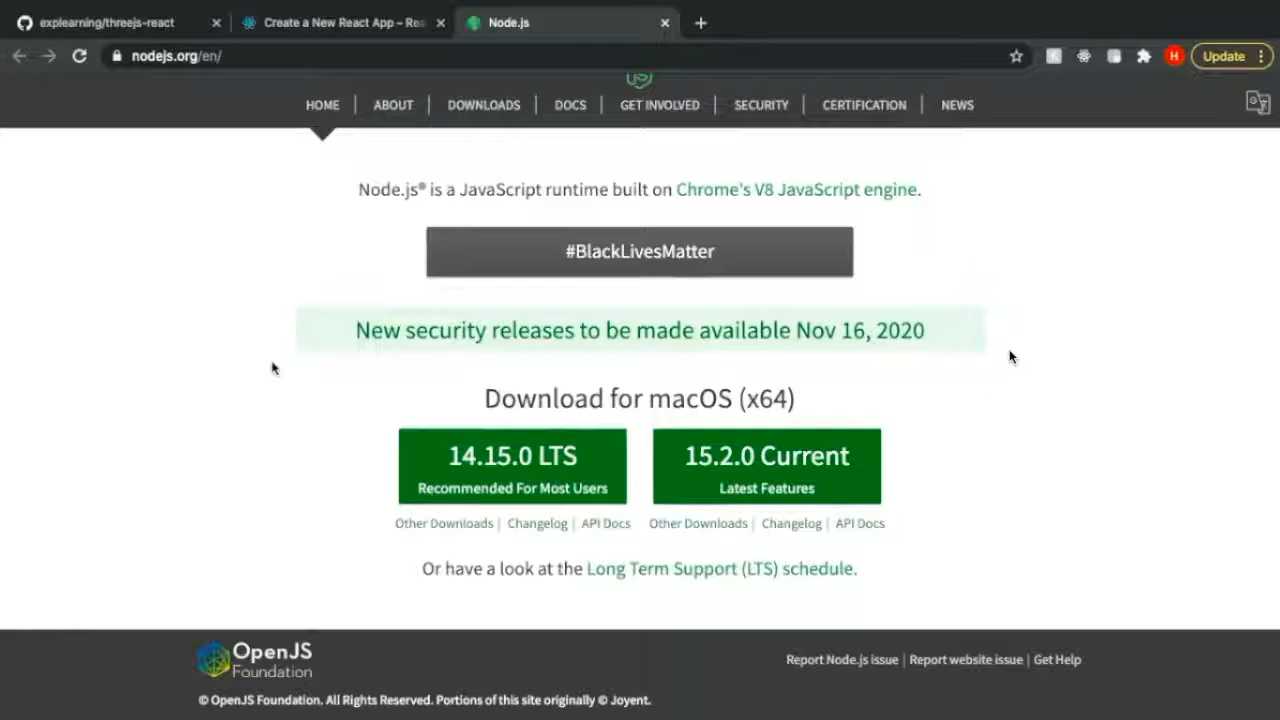 explearning/threejs-react
Create a New React App – Rea
Node.js
nodejs.org/en/
H
Update
JS
HOME
ABOUT
DOWNLOADS
DOCS
GET INVOLVED
SECURITY
CERTIFICATION
NEWS
Node.js® is a JavaScript runtime built on Chrome's V8 JavaScript engine.
#BlackLivesMatter
New security releases to be made available Nov 16, 2020
Download for macOS (x64)
14.15.0 LTS
Recommended For Most Users
15.2.0 Current
Latest Features
Other Downloads | Changelog | API Docs
Other Downloads | Changelog | API Docs
Or have a look at the Long Term Support (LTS) schedule.
OpenJS
Foundation
Report Node.js issue | Report website issue | Get Help
© OpenJS Foundation. All Rights Reserved. Portions of this site originally © Joyent.